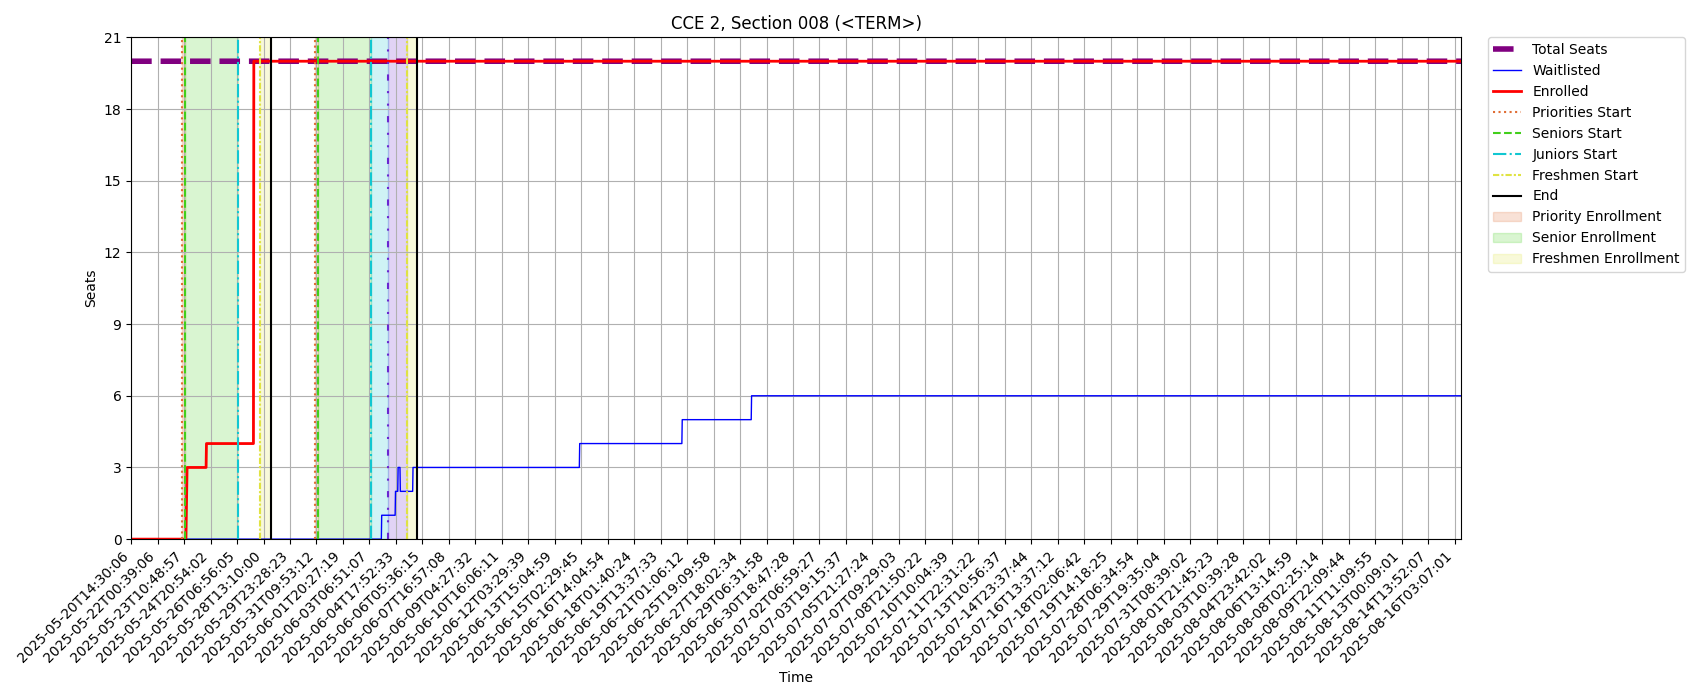 CCE 2, Section 008 (<TERM>)
21
18
15
12
9
6
3
0
Seats
Total Seats
Waitlisted
Enrolled
Priorities Start
Seniors Start
Juniors Start
Freshmen Start
End
Priority Enrollment
Senior Enrollment
Freshmen Enrollment
2025-05-20T14:30:06
2025-05-22T00:39:06
2025-05-23T10:48:57
2025-05-24T20:54:02
2025-05-26T06:56:05
2025-05-28T13:10:00
2025-05-29T23:28:23
2025-05-31T09:53:12
2025-06-01T20:27:19
2025-06-03T06:51:07
2025-06-04T17:52:33
2025-06-06T05:36:15
2025-06-07T16:57:08
2025-06-09T04:27:32
2025-06-10T16:06:11
2025-06-12T03:29:39
2025-06-13T15:04:59
2025-06-15T02:29:45
2025-06-16T14:04:54
2025-06-18T01:40:24
2025-06-19T13:37:33
2025-06-21T01:06:12
2025-06-25T19:09:58
2025-06-27T18:02:34
2025-06-29T06:31:58
2025-06-30T18:47:28
2025-07-02T06:59:27
2025-07-03T19:15:37
2025-07-05T21:27:24
2025-07-07T09:29:03
2025-07-08T21:50:22
2025-07-10T10:04:39
2025-07-11T22:31:22
2025-07-13T10:56:37
2025-07-14T23:37:44
2025-07-16T13:37:12
2025-07-18T02:06:42
2025-07-19T14:18:25
2025-07-28T06:34:54
2025-07-29T19:35:04
2025-07-31T08:39:02
2025-08-01T21:45:23
2025-08-03T10:39:28
2025-08-04T23:42:02
2025-08-06T13:14:59
2025-08-08T02:25:14
2025-08-09T22:09:44
2025-08-11T11:09:55
2025-08-13T00:09:01
2025-08-14T13:52:07
2025-08-16T03:07:01
Time